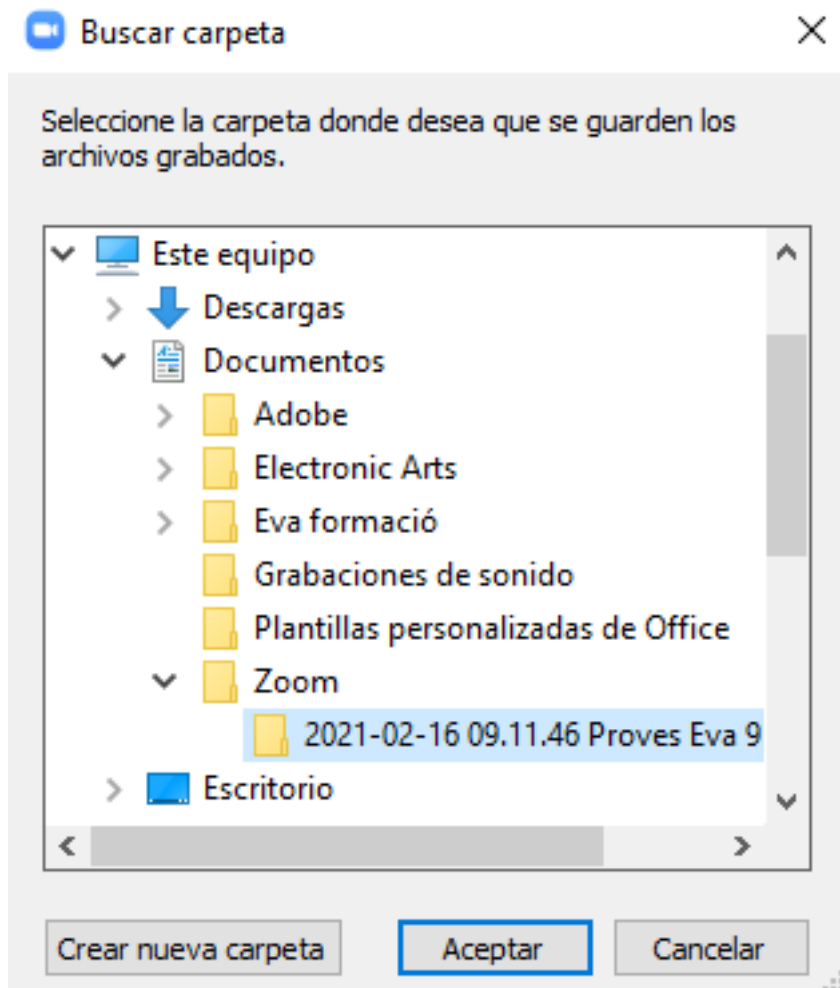 Buscar carpeta
Seleccione la carpeta donde desea que se guarden los
archivos grabados.
Este equipo
Descargas
Documentos
Adobe
Electronic Arts
Eva formació
Grabaciones de sonido
Plantillas personalizadas de Office
Zoom
2021-02-16 09.11.46 Proves Eva 9
Escritorio
Crear nueva carpeta Aceptar Cancelar